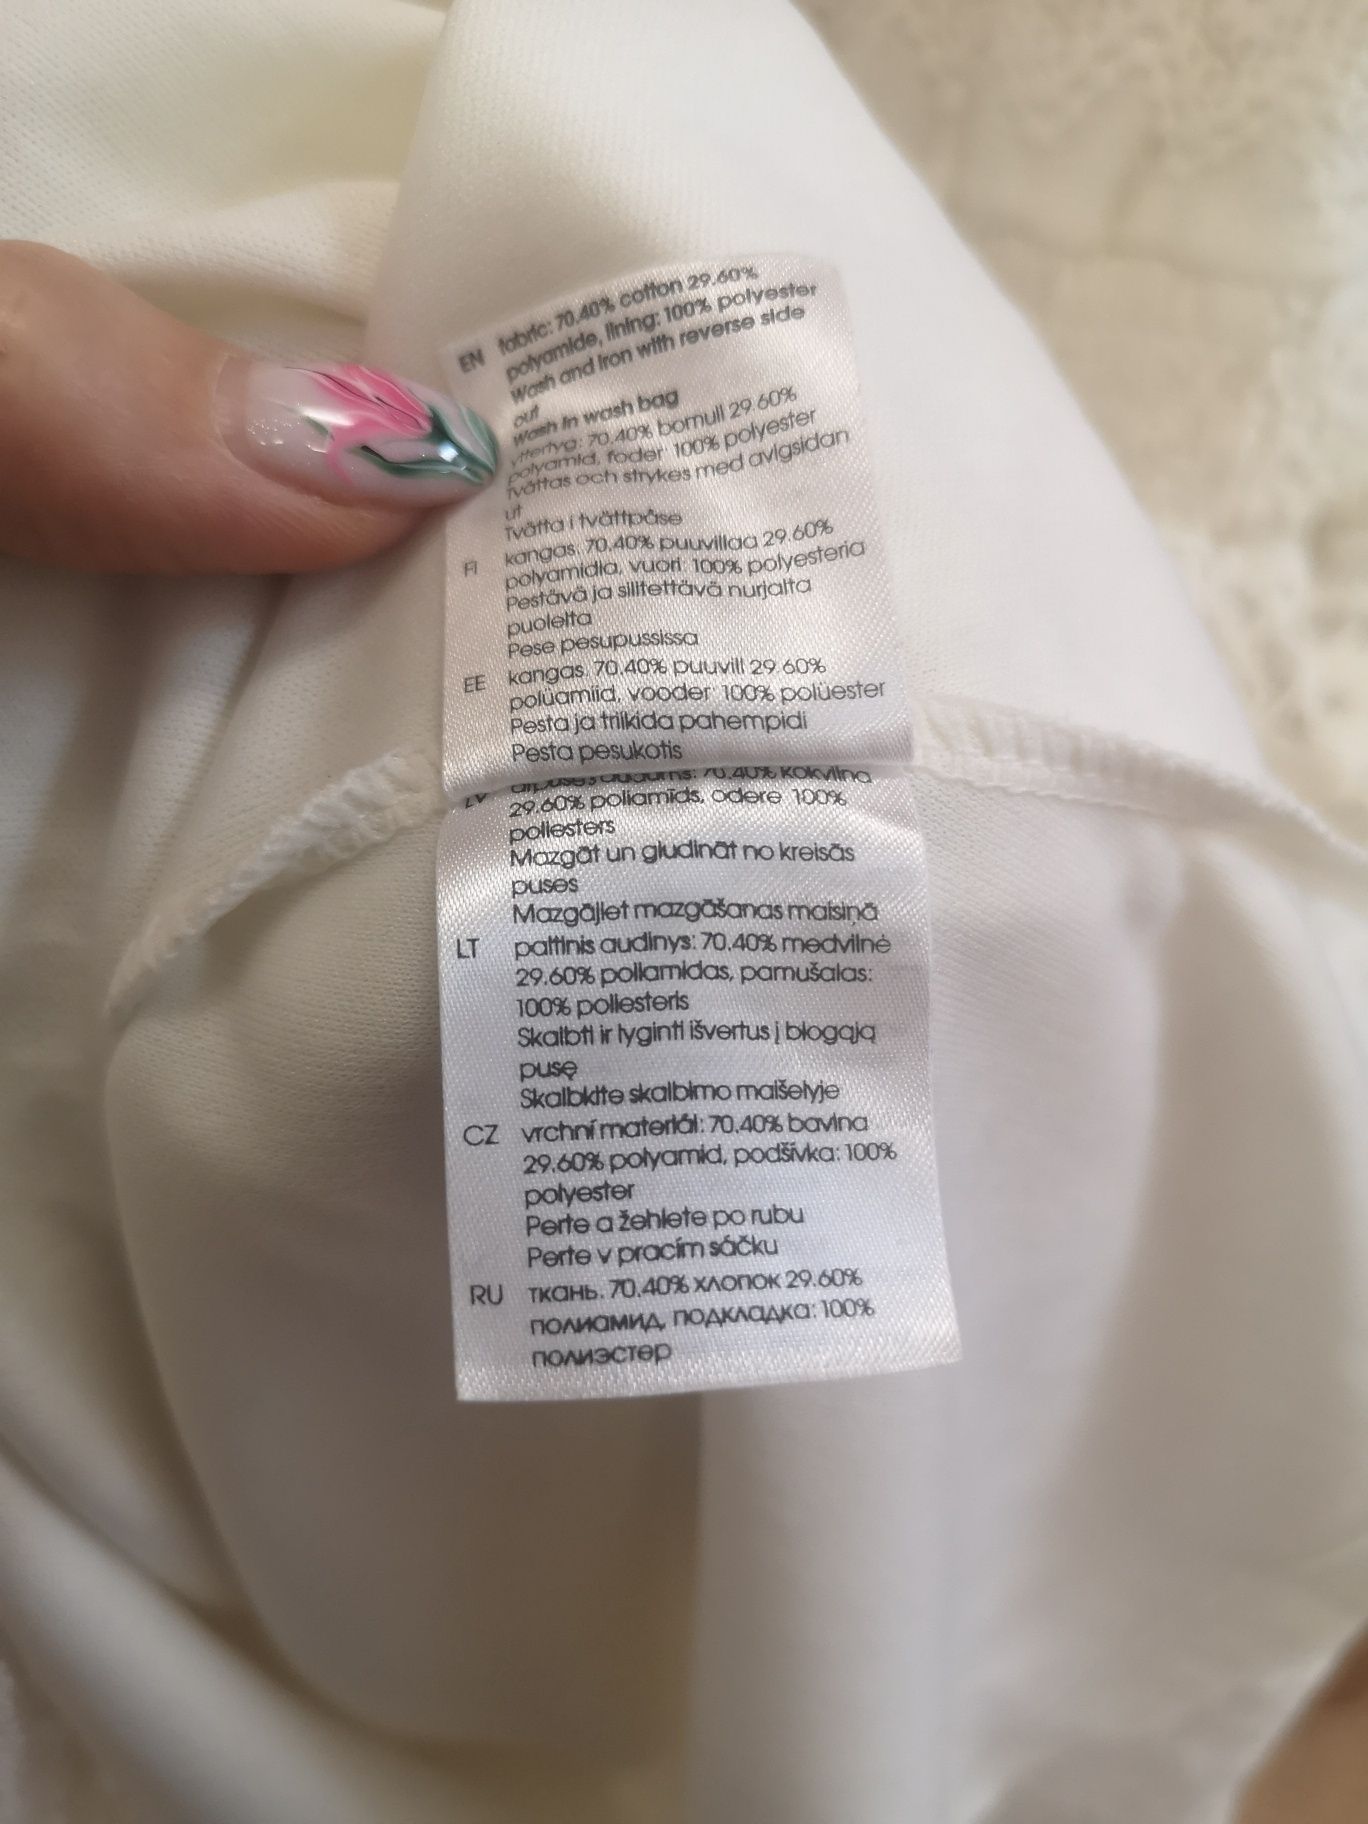 EN fabric: 70.40% cotton 29.60%
polyamide, lining: 100% polyester
Wash and iron with reverse side
out
Wash in wash bag
yttertyg: 70.40% bomull 29.60%
polyamid, foder 100% polyester
Tvättas och strykes med avigsidan
ut
Tvätta i tvättpåse
FI kangas. 70.40% puuvillaa 29.60%
polyamidia, vuori: 100% polyesteria
Pestävä ja silitettävä nurjalta
puolelta
Pese pesupussissa
EE kangas. 70.40% puuvill 29.60%
polüamiid, vooder 100% polüester
Pesta ja triikida pahempidi
Pesta pesukotis
LV 70.40% kokvilna
29.60% poliamīds, odere 100%
poliesters
Mazgāt un gludināt no kreisās
puses
Mazgājiet mazgāšanas maisiņā
LT paltinis audinys: 70.40% medvilnė
29.60% poliamidas, pamušalas:
100% poliesteris
Skalbti ir lyginti išvertus į blogąją
pusę
Skalbkite skalbimo maišelyje
CZ vrchní materiál: 70.40% bavlna
29.60% polyamid, podšívka: 100%
polyester
Perte a žehlete po rubu
Perte v pracím sáčku
RU ткань. 70.40% хлопок 29.60%
полиамид, подкладка: 100%
полиэстер